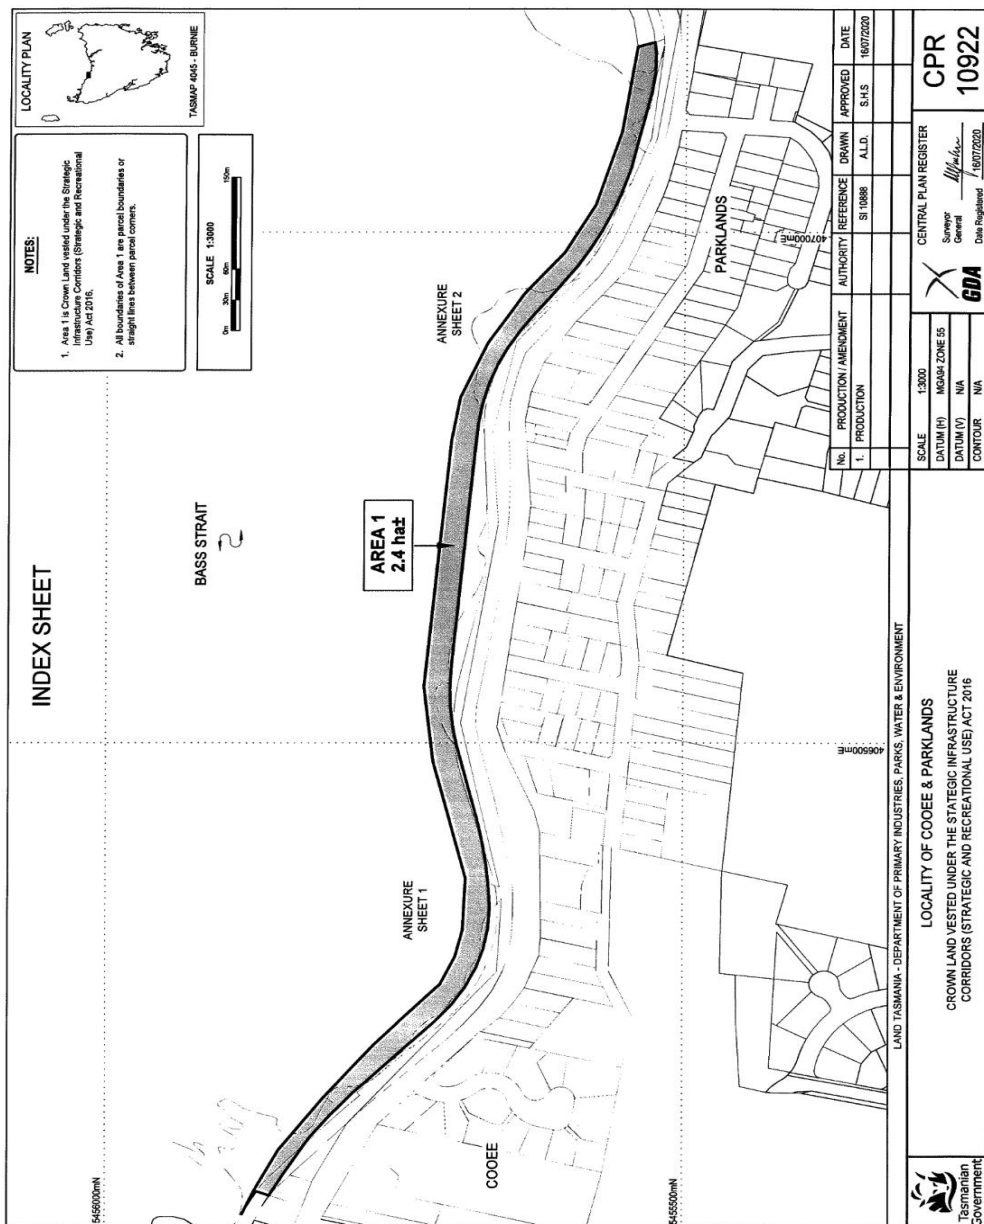 INDEX SHEET
NOTES:
1. Area 1 is Crown Land vested under the Strategic
Infrastructure Corridors (Strategic and Recreational
Use) Act 2016.
2. All boundaries of Area 1 are parcel boundaries or
straight lines between parcel corners.
LOCALITY PLAN
TASMAP 4045 - BURNIE
SCALE 1:3000
0m 30m 60m 150m
BASS STRAIT
5456000mN
AREA 1
2.4 ha±
ANNEXURE
SHEET 1
ANNEXURE
SHEET 2
COOEE
PARKLANDS
5455500mN
406500mE
407000mE
No. PRODUCTION / AMENDMENT AUTHORITY REFERENCE DRAWN APPROVED DATE
1. PRODUCTION SI 10888 A.L.D. S.H.S 16/07/2020
LAND TASMANIA - DEPARTMENT OF PRIMARY INDUSTRIES, PARKS, WATER & ENVIRONMENT
Tasmanian
Government
LOCALITY OF COOEE & PARKLANDS
CROWN LAND VESTED UNDER THE STATEGIC INFRASTRUCTURE
CORRIDORS (STRATEGIC AND RECREATIONAL USE) ACT 2016
SCALE 1:3000
DATUM (H) MGA94 ZONE 55
DATUM (V) N/A
CONTOUR N/A
GDA
CENTRAL PLAN REGISTER
Surveyor
General
Date Registered 16/07/2020
CPR
10922